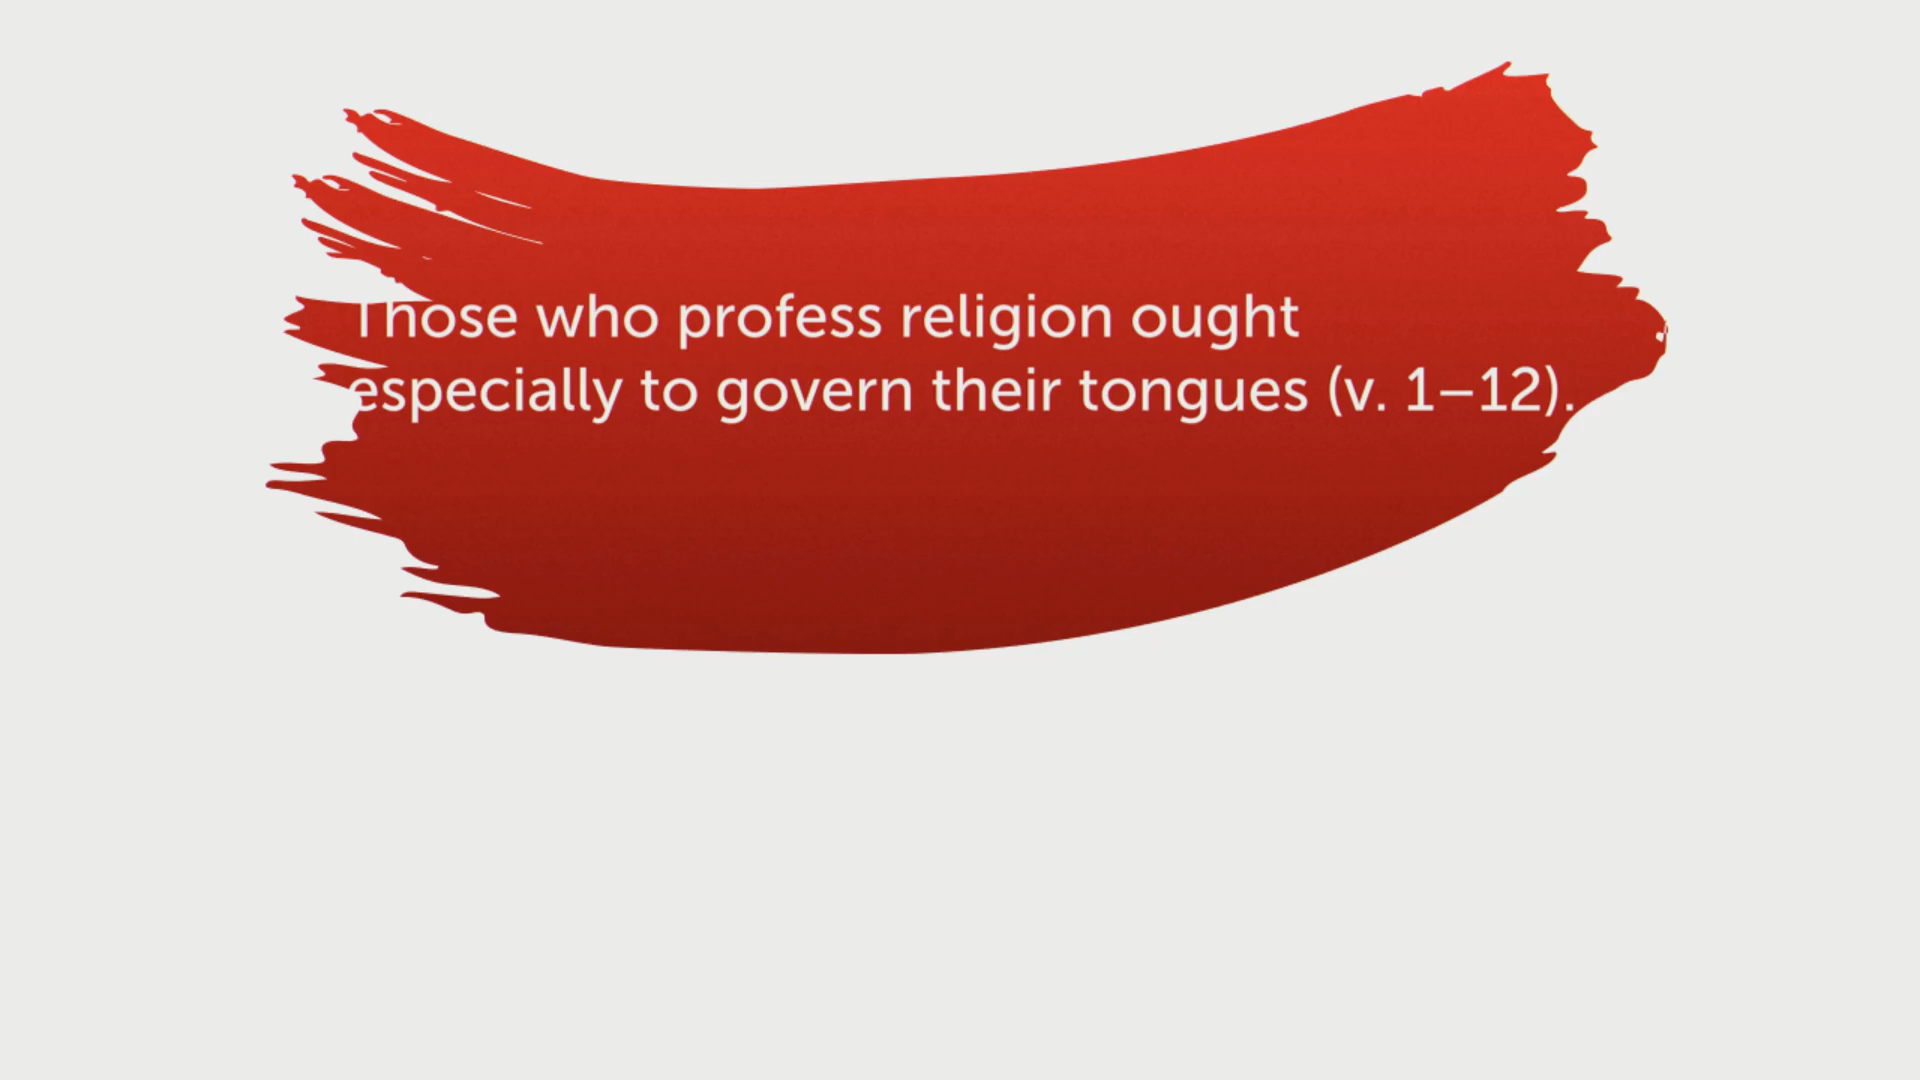 Those who profess religion ought
especially to govern their tongues (v. 1–12).